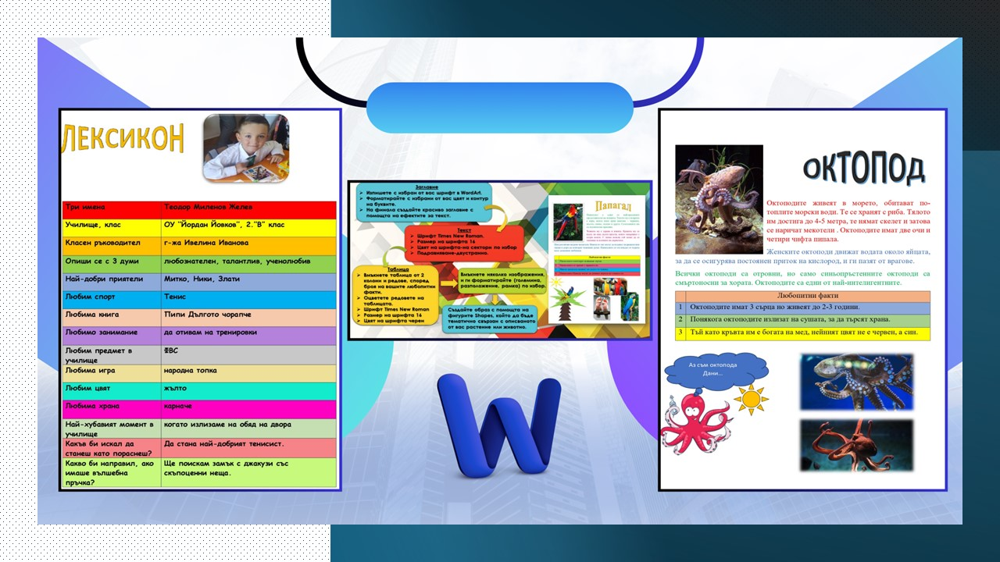 ЛЕКСИКОН
Три имена Теодор Миленов Желев
, клас ОУ "Йордан Йовков", 2."В" клас
Класен ръководител г-жа Ивелина Иванова
Опиши се с 3 думи любознателен, талантлив, ученолюбив
Най-добри приятели Митко, Ники, Злати
Любим спорт Тенис
Любима книга Пипи Дългото чорапче
Любимо занимание да отивам на тренировки
Любим предмет в ФВС
училище
Любима игра народна топка
Любим цвят жълто
Любима храна карначе
Най-хубавият момент в когато излизаме на обяд на двора
училище
Какъв би искал да Да стана най-добрият тенисист.
станеш като пораснеш?
Какво би направил, ако Ще поискам замък с джакузи със
имаше вълшебна скъпоценни неща.
пръчка?
Заглавие
➢ Изпишете с избран от вас шрифт в WordArt.
➢ Форматирайте с избрани от вас цвят и контур
на буквите.
➢ На финала създайте красиво заглавие с
помощта на ефектите за текст.
Текст
➢ Шрифт Times New Roman.
➢ Размер на шрифта 16
➢ Цвят на шрифта-на сектори по избор
➢ Подравняване-двустранно.
Таблица
➢ Вмъкнете таблица от 2
колони и редове, според
броя на вашите любопитни
факти.
➢ Оцветете редовете на
таблицата.
➢ Шрифт Times New Roman
➢ Размер на шрифта 16
➢ Цвят на шрифта черен
Вмъкнете няколко изображения,
и ги форматирайте (големина,
разположение, рамка) по избор.
Създайте образ с помощта на
фигурите Shapes, който да бъде
тематично свързан с описваното
от вас растение или животно.
Папагал
Любопитни факти
W
ОКТОПОД
Октоподите живеят в морето, обитават по-
топлите морски води. Те се хранят с риба. Тялото
им достига до 4-5 метра, те нямат скелет и затова
се наричат мекотели . Октоподите имат две очи и
четири чифта пипала.
Женските октоподи движат водата около яйцата,
за да се осигурява постоянен приток на кислород, и ги пазят от врагове.
Всички октоподи са отровни, но само синьопръстенните октоподи са
смъртоносни за хората. Октоподите са едни от най-интелигентните.
Любопитни факти
1 Октоподите имат 3 сърца но живеят до 2-3 години.
2 Понякога октоподите излизат на сушата, за да търсят храна.
3 Тъй като кръвта им е богата на мед, нейният цвят не е червен, а син.
Аз съм октопода
Дани...